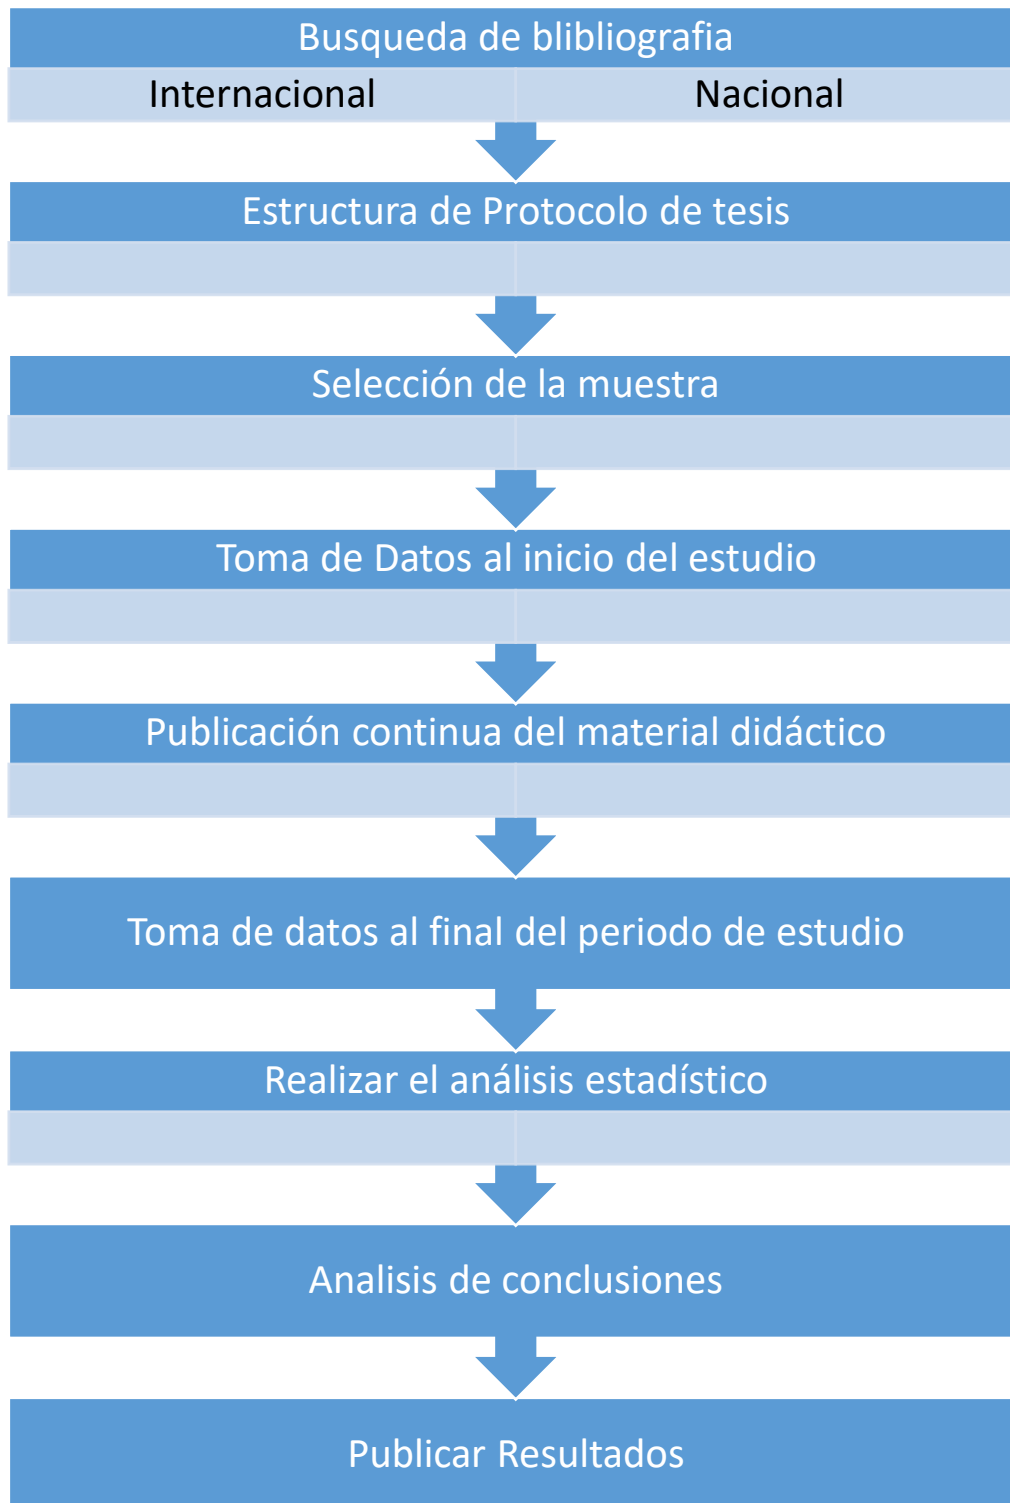 Busqueda de blibliografia
Internacional
Nacional
Estructura de Protocolo de tesis
Selección de la muestra
Toma de Datos al inicio del estudio
Publicación continua del material didáctico
Toma de datos al final del periodo de estudio
Realizar el análisis estadístico
Analisis de conclusiones
Publicar Resultados